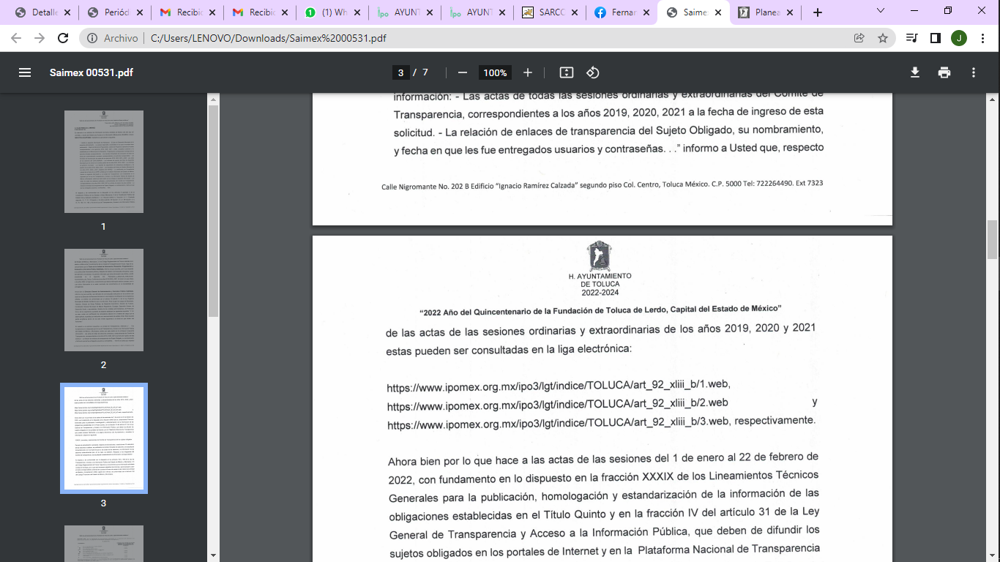 Detalle
Periód
Recibic
Recibic
(1) Wh
AYUNT
AYUNT
SARCC
Fernar
Saime
Planea
Archivo C:/Users/LENOVO/Downloads/Saimex%2000531.pdf
J
Saimex 00531.pdf
3 / 7
100%
1
2
3
información: - Las actas de todas las sesiones ordinarias y extraordinarias del Comité de
Transparencia, correspondientes a los años 2019, 2020, 2021 a la fecha de ingreso de esta
solicitud. - La relación de enlaces de tranarencia del Sujeto Obligado, su nombramiento,
y fecha en que les fue entregados usuarios y contraseñas. . .” informo a Usted que, respecto
Calle Nigromante No. 202 B Edificio “Ignacio Ramírez Calzada” segundo piso Col. Centro, Toluca México. C.P. 5000 Tel: 722264490. Ext 7323
H. AYUNTAMIENTO
DE TOLUCA
2022-2024
“2022 Año del Quincentenario de la Fundación de Toluca de Lerdo, Capital del Estado de México”
de las actas de las sesiones ordinarias y extraordinarias de los años 2019, 2020 y 2021
estas pueden ser consultadas en la liga electrónica:
https://www.ipomex.org.mx/ipo3/lgt/indice/TOLUCA/art_92_xliii_b/1.web,
https://www.ipomex.org.mx/ipo3/lgt/indice/TOLUCA/art_92_xliii_b/2.web y
https://www.ipomex.org.mx/ipo3/lgt/indice/TOLUCA/art_92_xliii_b/3.web, respectivamente.
Ahora bien por lo que hace a las actas de la sesiones del 1 de enero al 22 de febrero de
2022, con fundamento en lo dispuesto en la fracción XXXIX de los Lineamientos Técnicos
Generales para la publicación, homologación y estandarización de la información de las
obligaciones establecidas en el Título Quinto y en la fracción IV del artículo 31 de la Ley
General de Transparencia y Acceso a la Información Pública, que deben de difundir los
sujetos obligados en los portales de Internet y en la Plataforma Nacional de Transparencia